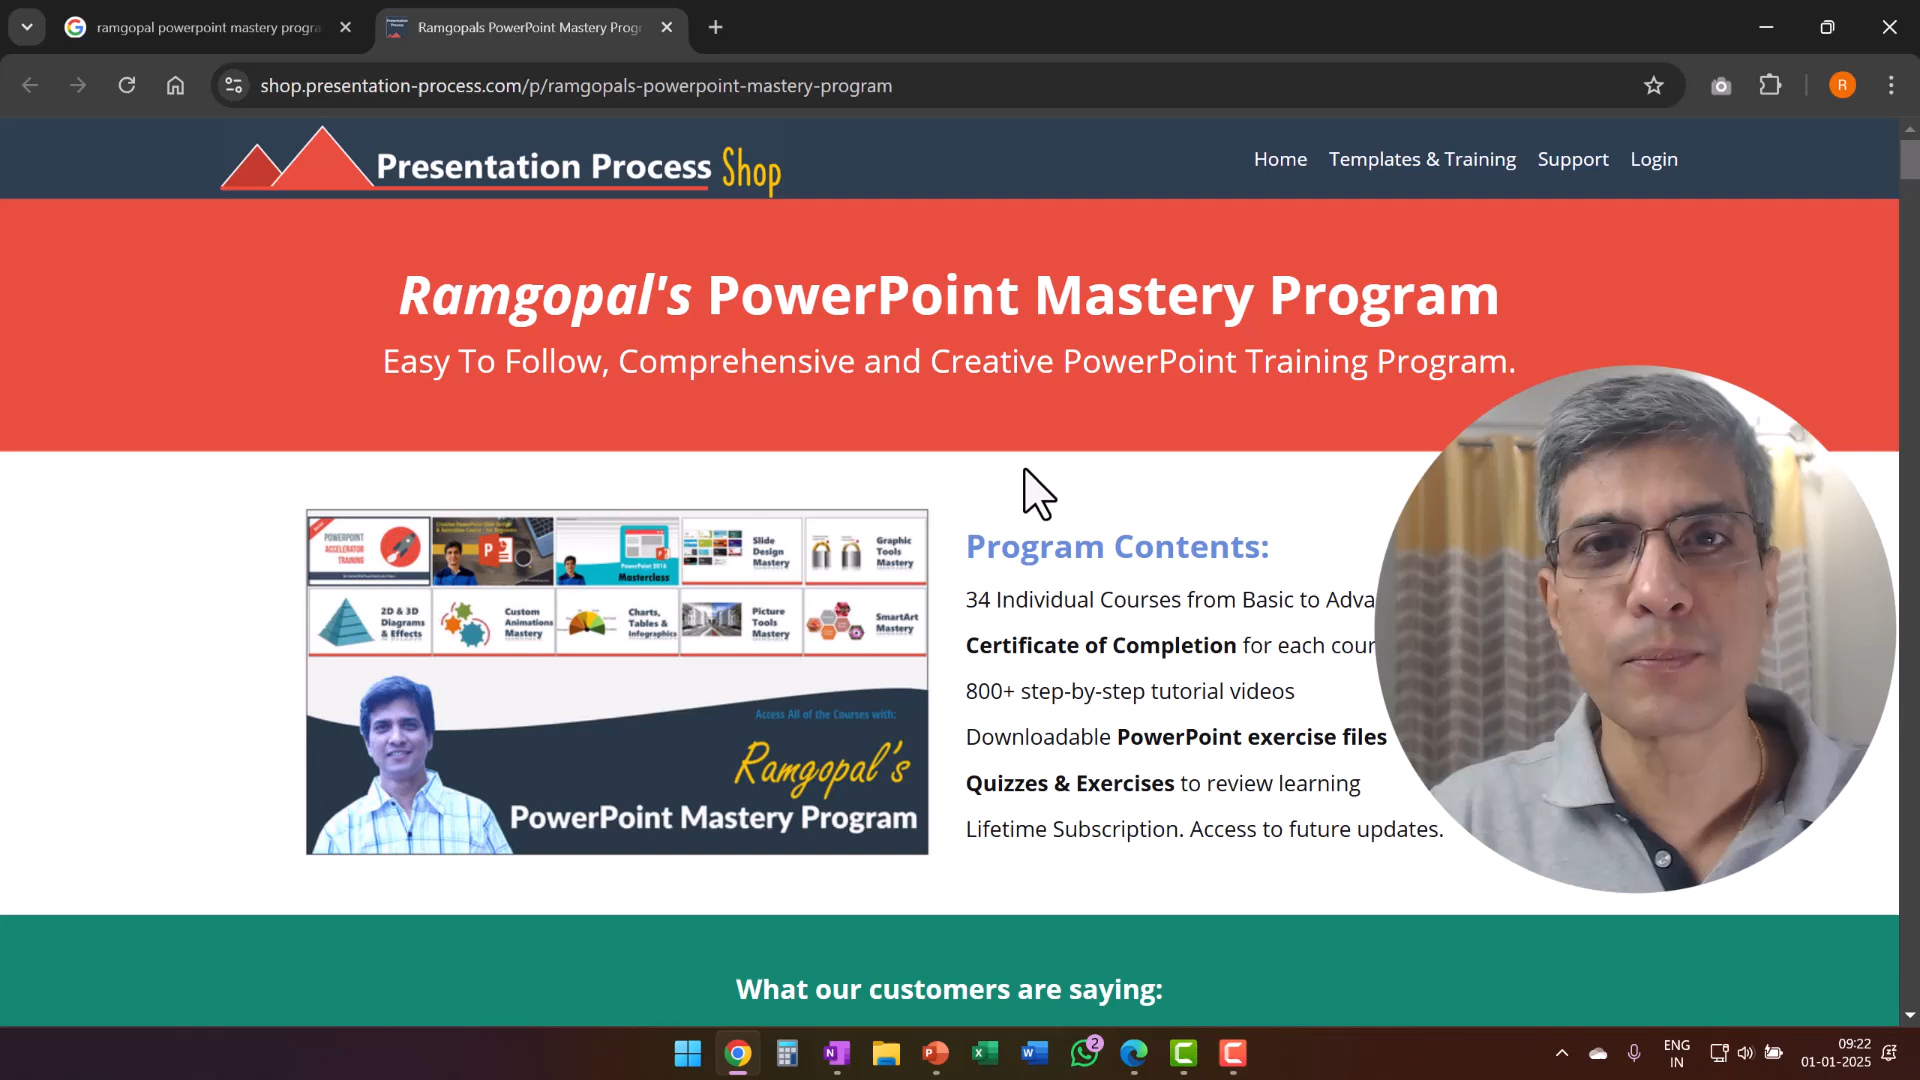 ramgopal powerpoint mastery progra
Ramgopals PowerPoint Mastery Prog
shop.presentation-process.com/p/ramgopals-powerpoint-mastery-program
R
Presentation Process Shop
Home Templates & Training Support Login
Ramgopal's PowerPoint Mastery Program
Easy To Follow, Comprehensive and Creative PowerPoint Training Program.
POWERPOINT
ACCELERATOR
TRAINING
PowerPoint 2016
Masterclass
Slide
Design
Mastery
Graphic
Tools
Mastery
2D & 3D
Diagrams
& Effects
Custom
Animations
Mastery
Charts,
Tables &
Infographics
Picture
Tools
Mastery
SmartArt
Mastery
Access All of the Courses with:
Ramgopal's
PowerPoint Mastery Program
Program Contents:
34 Individual Courses from Basic to Adva
Certificate of Completion for each cour
800+ step-by-step tutorial videos
Downloadable PowerPoint exercise files
Quizzes & Exercises to review learning
Lifetime Subscription. Access to future updates.
What our customers are saying:
2
ENG
IN
09:22
01-01-2025